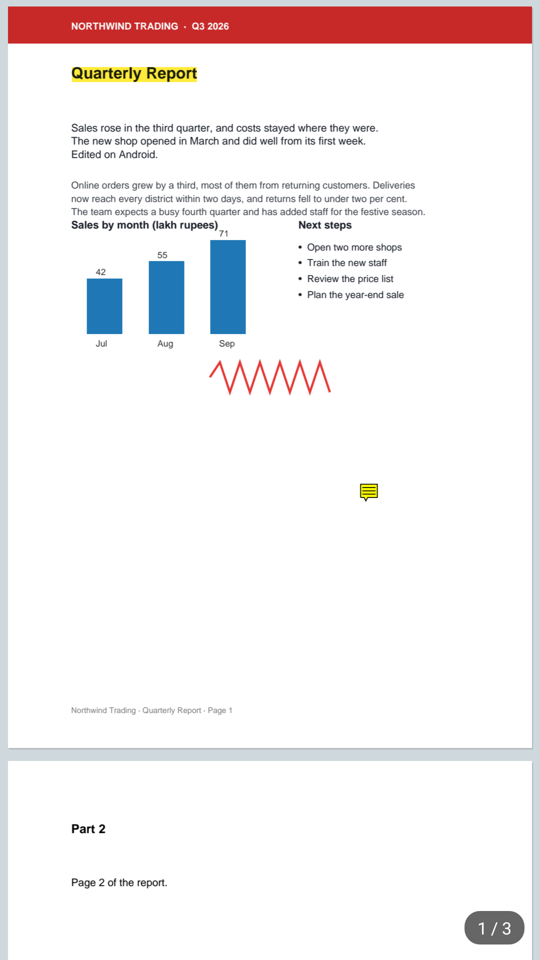 NORTHWIND TRADING · Q3 2026
Quarterly Report
Sales rose in the third quarter, and costs stayed where they were.
The new shop opened in March and did well from its first week.
Edited on Android.
Online orders grew by a third, most of them from returning customers. Deliveries
now reach every district within two days, and returns fell to under two per cent.
The team expects a busy fourth quarter and has added staff for the festive season.
Sales by month (lakh rupees)
71
55
42
Jul
Aug
Sep
Next steps
• Open two more shops
• Train the new staff
• Review the price list
• Plan the year-end sale
Northwind Trading - Quarterly Report - Page 1
Part 2
Page 2 of the report.
1 / 3